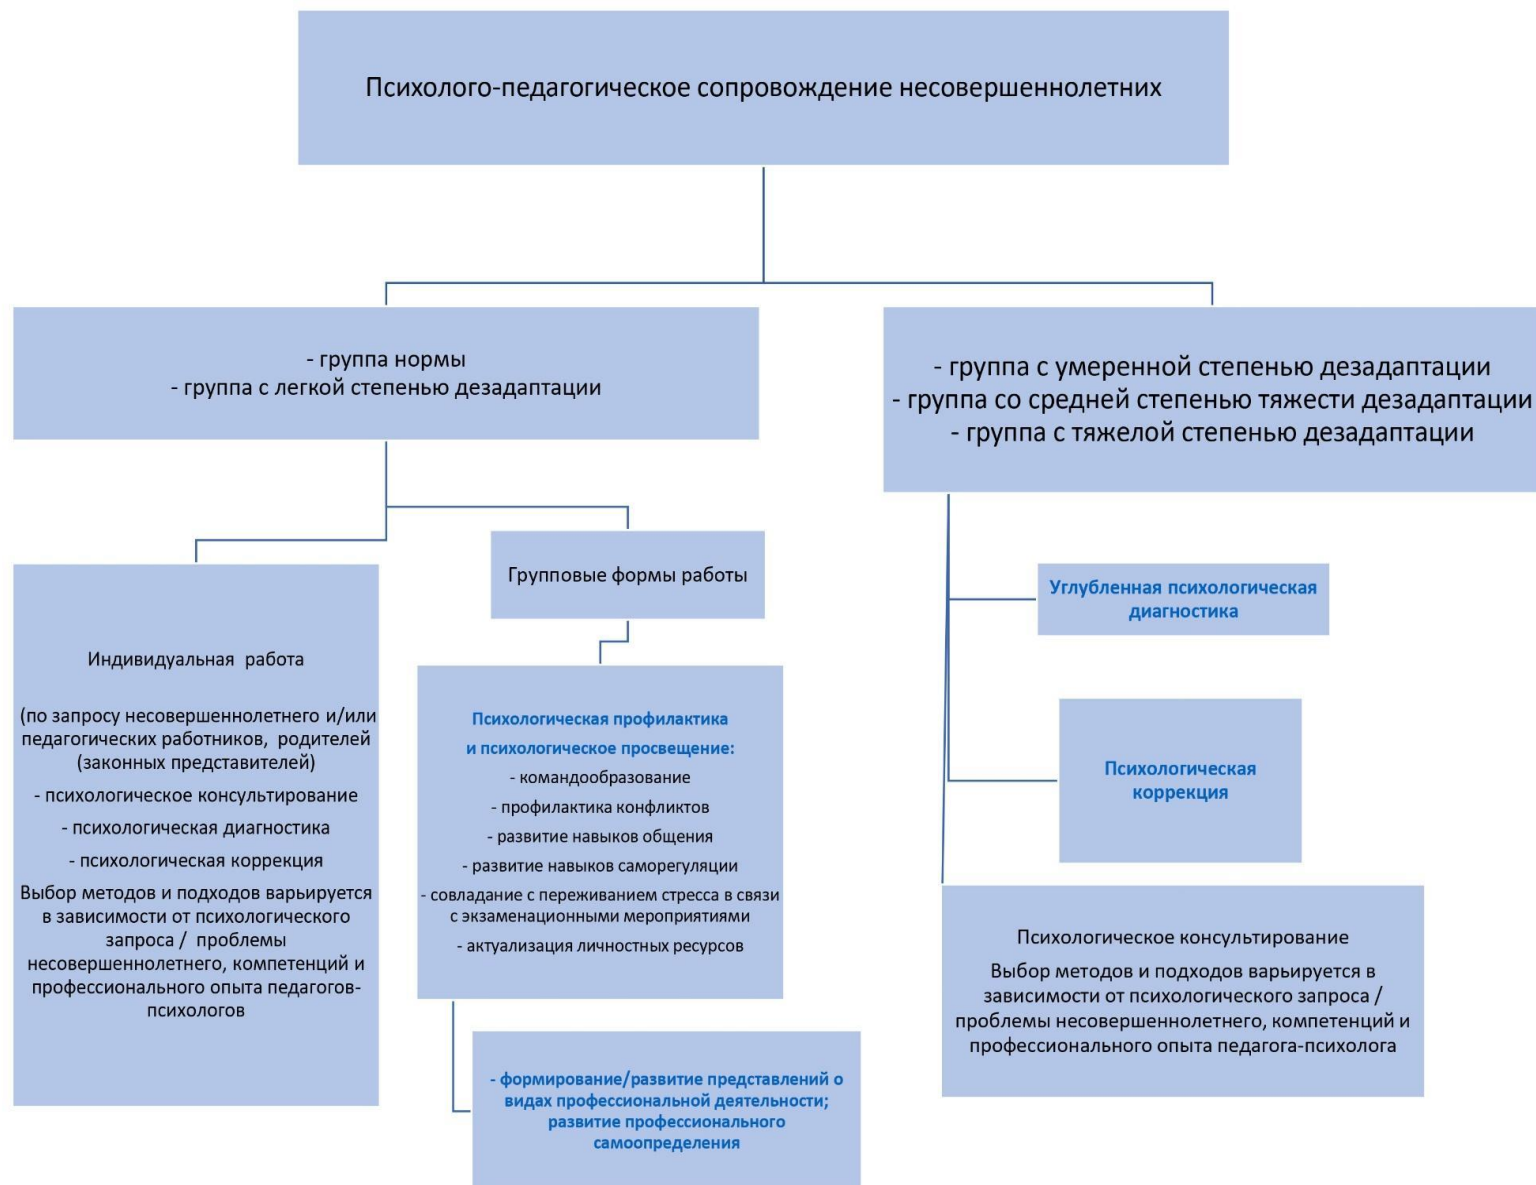 Психолого-педагогическое сопровождение несовершеннолетних
- группа нормы
- группа с легкой степенью дезадаптации
- группа с умеренной степенью дезадаптации
- группа со средней степенью тяжести дезадаптации
- группа с тяжелой степенью дезадаптации
Индивидуальная работа
(по запросу несовершеннолетнего и/или
педагогических работников, родителей
(законных представителей)
- психологическое консультирование
- психологическая диагностика
- психологическая коррекция
Выбор методов и подходов варьируется
в зависимости от психологического
запроса / проблемы
несовершеннолетнего, компетенций и
профессионального опыта педагогов-
психологов
Групповые формы работы
Психологическая профилактика
и психологическое просвещение:
- командообразование
- профилактика конфликтов
- развитие навыков общения
- развитие навыков саморегуляции
- совладание с переживанием стресса в связи
с экзаменационными мероприятиями
- актуализация личностных ресурсов
- формирование/развитие представлений о
видах профессиональной деятельности;
развитие профессионального
самоопределения
Углубленная психологическая
диагностика
Психологическая
коррекция
Психологическое консультирование
Выбор методов и подходов варьируется в
зависимости от психологического запроса /
проблемы несовершеннолетнего, компетенций и
профессионального опыта педагога-психолога